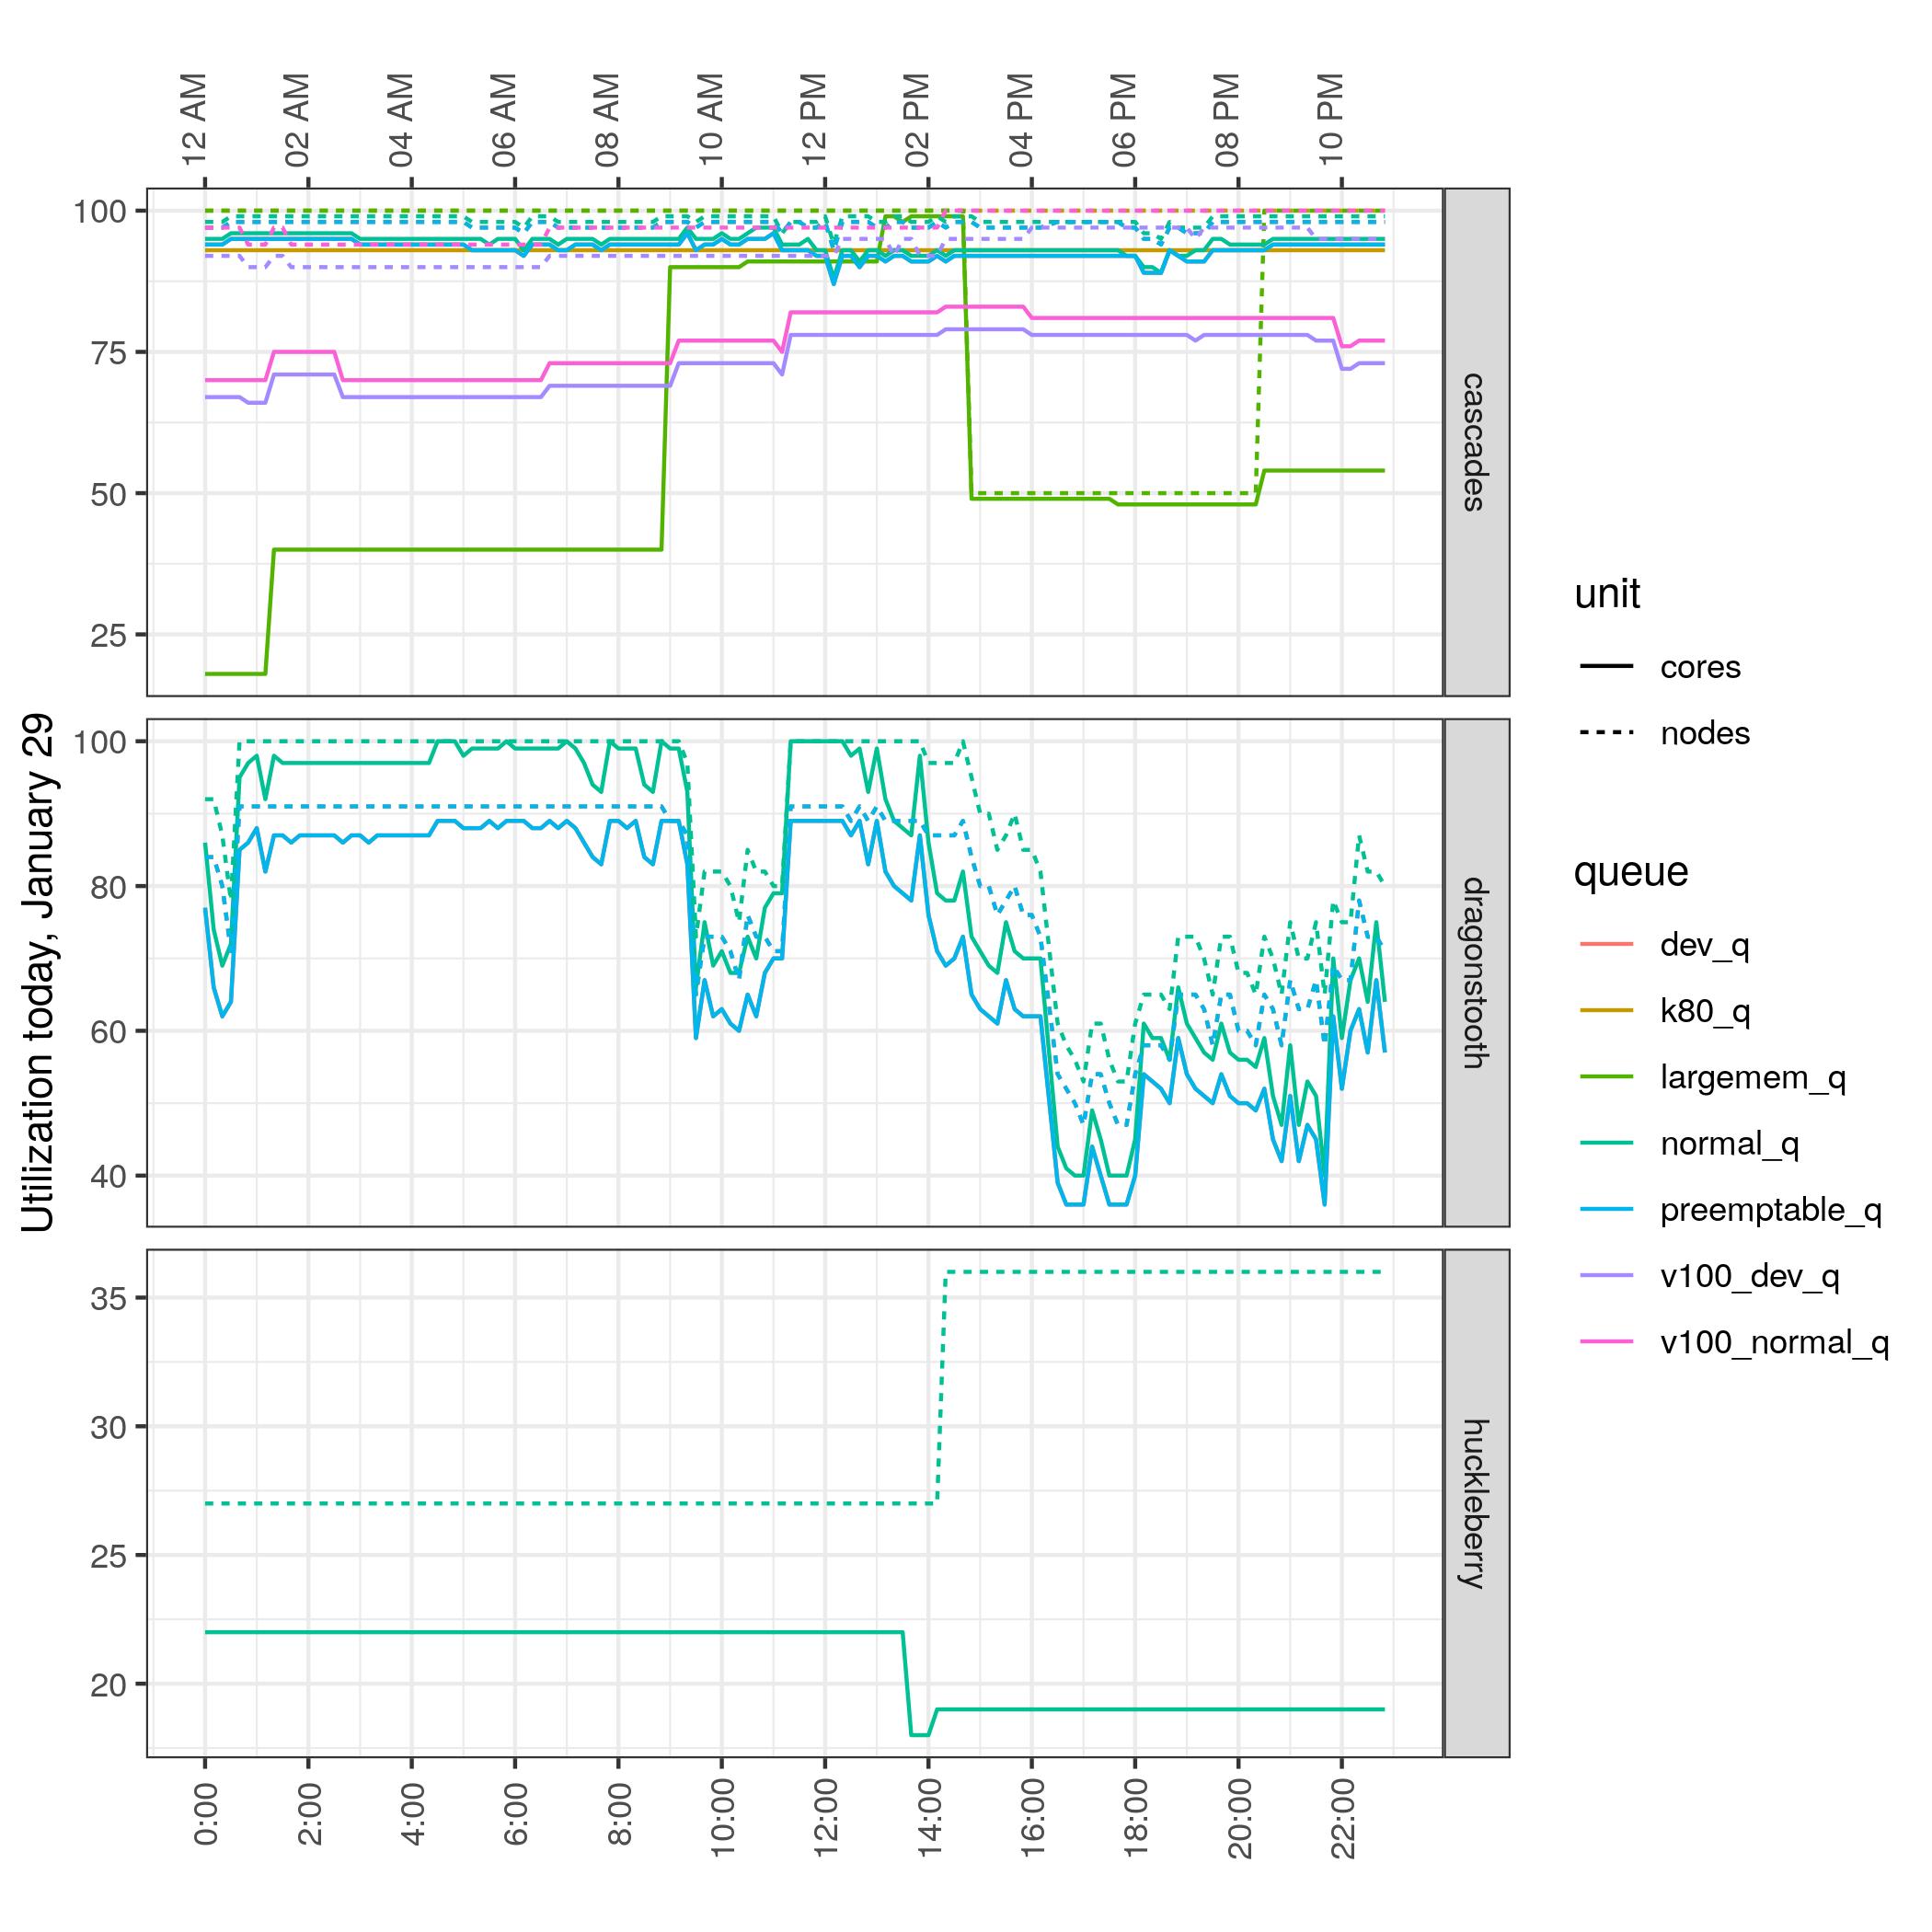 12 AM
02 AM
04 AM
06 AM
08 AM
10 AM
12 PM
02 PM
04 PM
06 PM
08 PM
10 PM
Utilization today, January 29
100
75
50
25
cascades
100
80
60
40
dragonstooth
35
30
25
20
huckleberry
0:00
2:00
4:00
6:00
8:00
10:00
12:00
14:00
16:00
18:00
20:00
22:00
unit
cores
nodes
queue
dev_q
k80_q
largemem_q
normal_q
preemptable_q
v100_dev_q
v100_normal_q